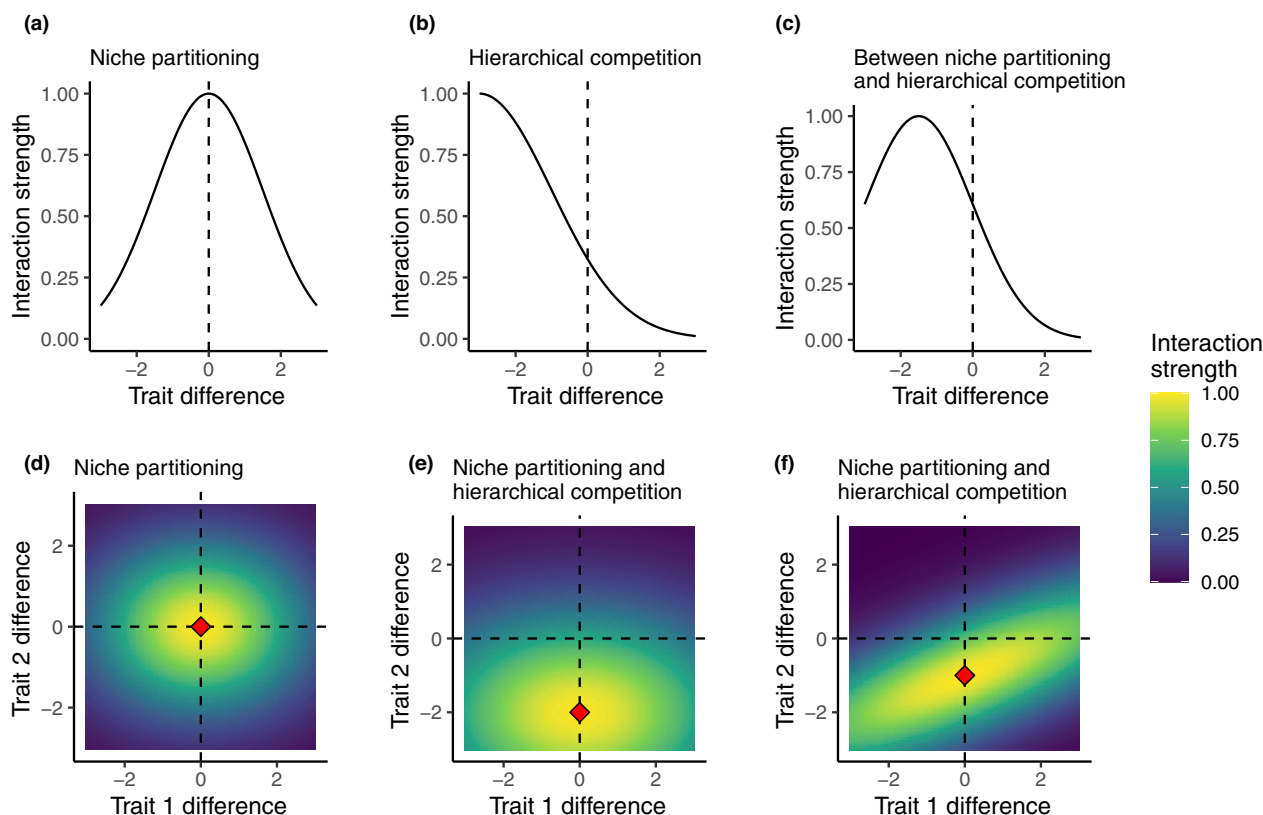 (a)
Niche partitioning
1.00
0.75
0.50
0.25
0.00
Interaction strength
−2
0
2
Trait difference
(b)
Hierarchical competition
1.00
0.75
0.50
0.25
0.00
Interaction strength
−2
0
2
Trait difference
(c)
Between niche partitioning
and hierarchical competition
1.00
0.75
0.50
0.25
0.00
Interaction strength
−2
0
2
Trait difference
Interaction
strength
1.00
0.75
0.50
0.25
0.00
(d)
Niche partitioning
2
0
−2
Trait 2 difference
−2
0
2
Trait 1 difference
(e)
Niche partitioning and
hierarchical competition
2
0
−2
Trait 2 difference
−2
0
2
Trait 1 difference
(f)
Niche partitioning and
hierarchical competition
2
0
−2
Trait 2 difference
−2
0
2
Trait 1 difference